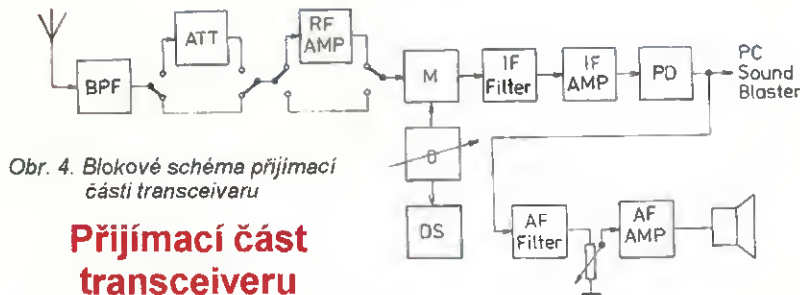 ATT
RF
AMP
BPF
M
IF
Filter
IF
AMP
PD
PC
Sound
Blaster
O
DS
AF
Filter
AF
AMP
Obr. 4. Blokové schéma přijímací
části transceivaru
Přijímací část
transceiveru